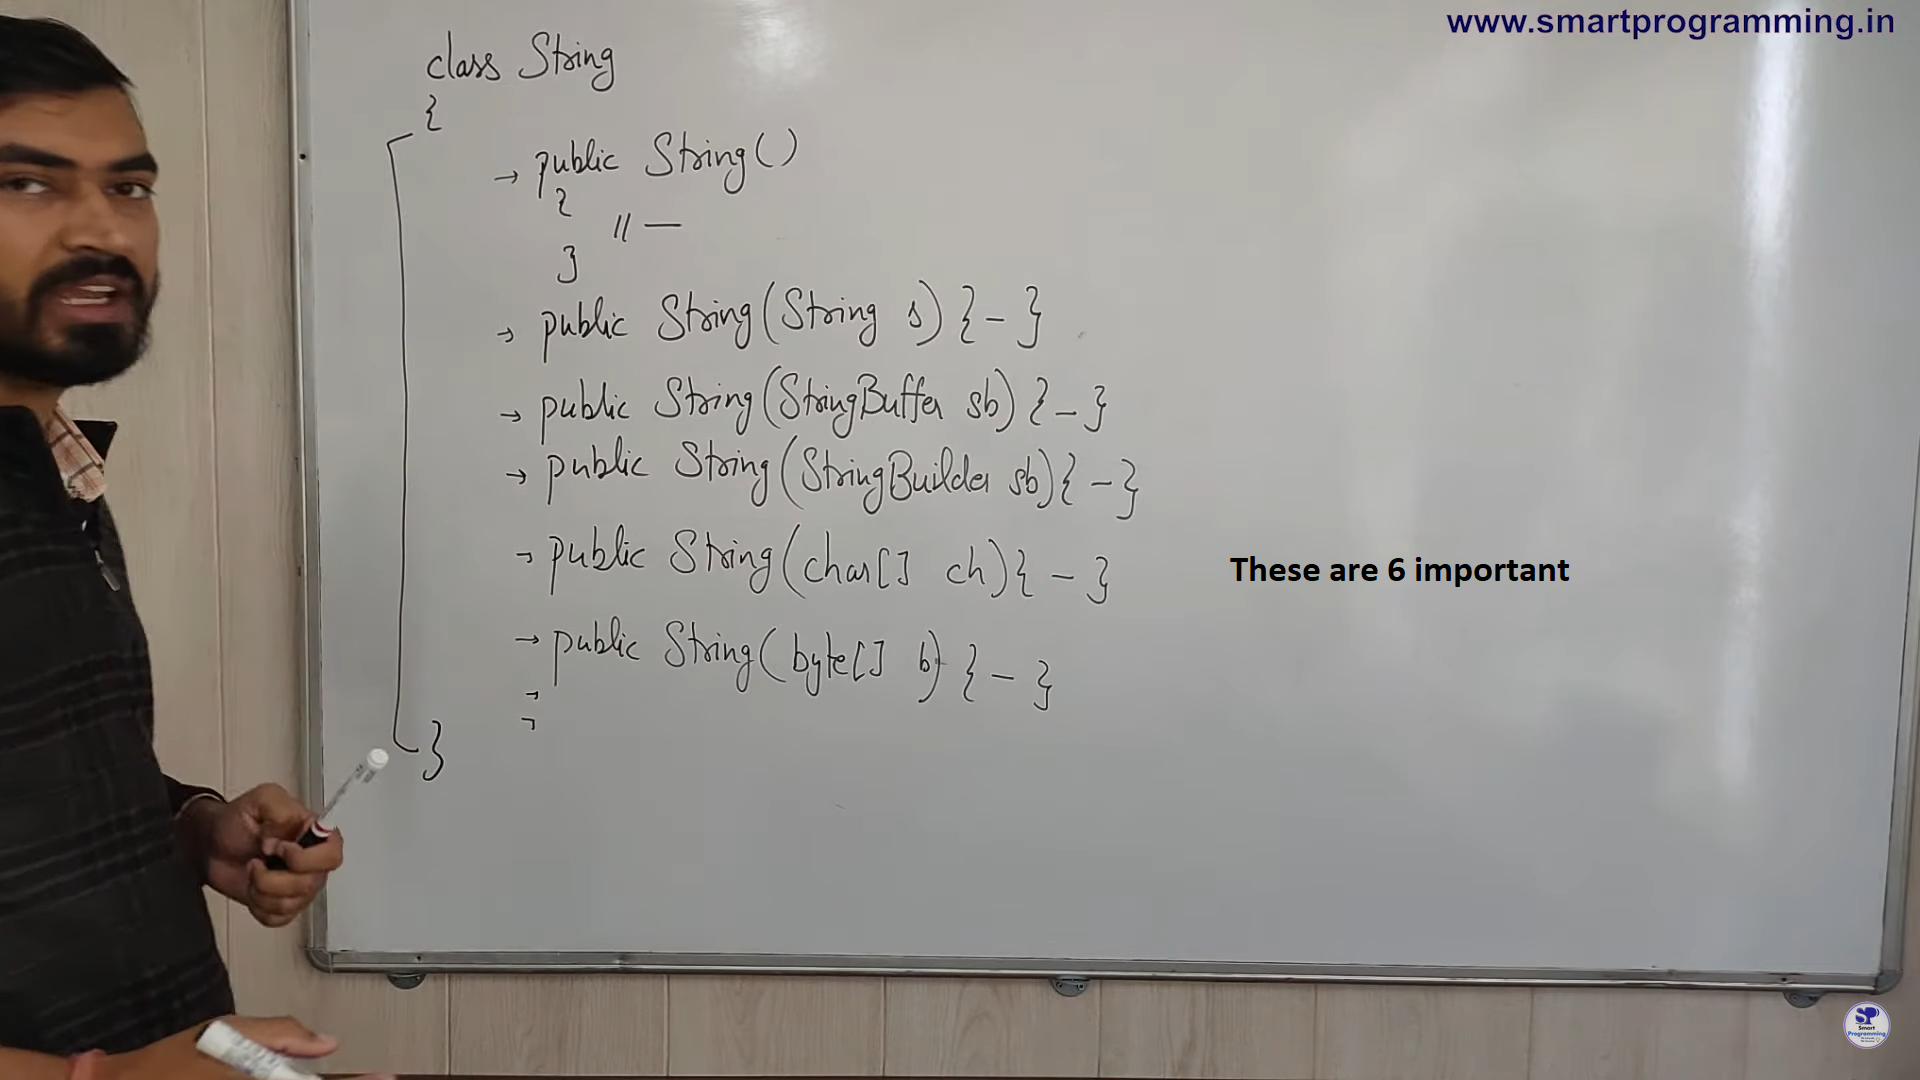 www.smartprogramming.in
class String
{
→ public String()
{
// —
}
→ public String(String s) { - }
→ public String(StringBuffer sb) { - }
→ public String(StringBuilder sb) { - }
→ public String(char[] ch) { - }
→ public String(byte[] b) { - }
}
These are 6 important
SP
Smart
Programming